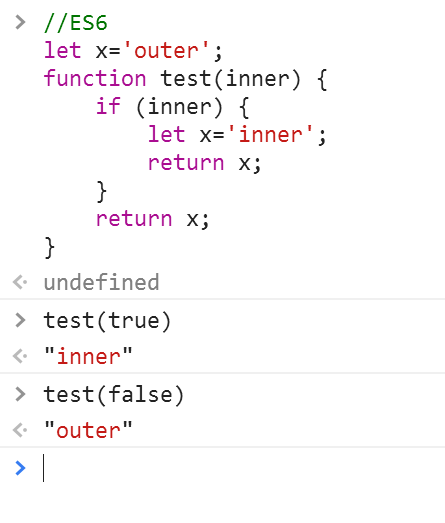 //ES6
let x='outer';
function test(inner) {
    if (inner) {
        let x='inner';
        return x;
    }
    return x;
}
undefined
test(true)
"inner"
test(false)
"outer"